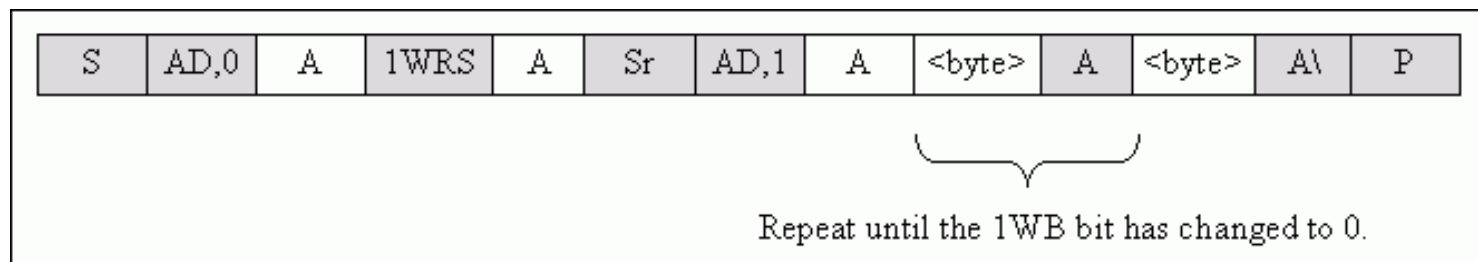 S AD,0 A 1WRS A Sr AD,1 A <byte> A <byte> A\ P
Repeat until the 1WB bit has changed to 0.